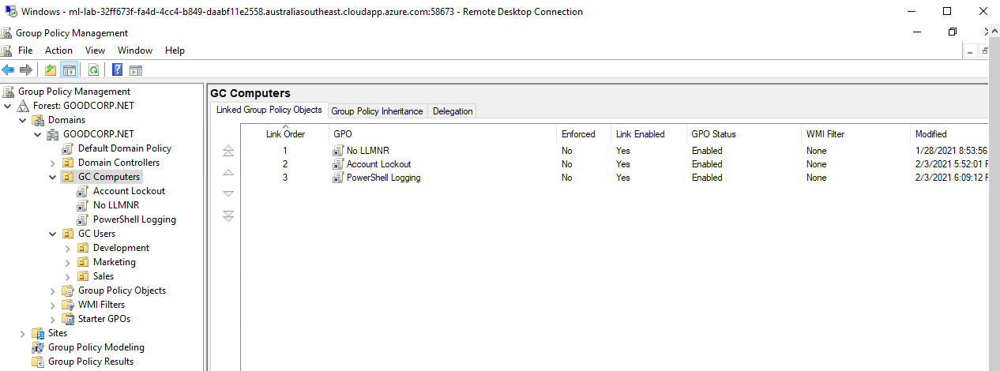 Windows - ml-lab-32ff673f-fa4d-4cc4-b849-daabf11e2558.australiasoutheast.cloudapp.azure.com:58673 - Remote Desktop Connection
Group Policy Management
File Action View Window Help
Group Policy Management
Forest: GOODCORP.NET
Domains
GOODCORP.NET
Default Domain Policy
Domain Controllers
GC Computers
Account Lockout
No LLMNR
PowerShell Logging
GC Users
Development
Marketing
Sales
Group Policy Objects
WMI Filters
Starter GPOs
Sites
Group Policy Modeling
Group Policy Results
GC Computers
Linked Group Policy Objects Group Policy Inheritance Delegation
Link Order GPO Enforced Link Enabled GPO Status WMI Filter Modified
1 No LLMNR No Yes Enabled None 1/28/2021 8:53:56
2 Account Lockout No Yes Enabled None 2/3/2021 5:52:01
3 PowerShell Logging No Yes Enabled None 2/3/2021 6:09:12